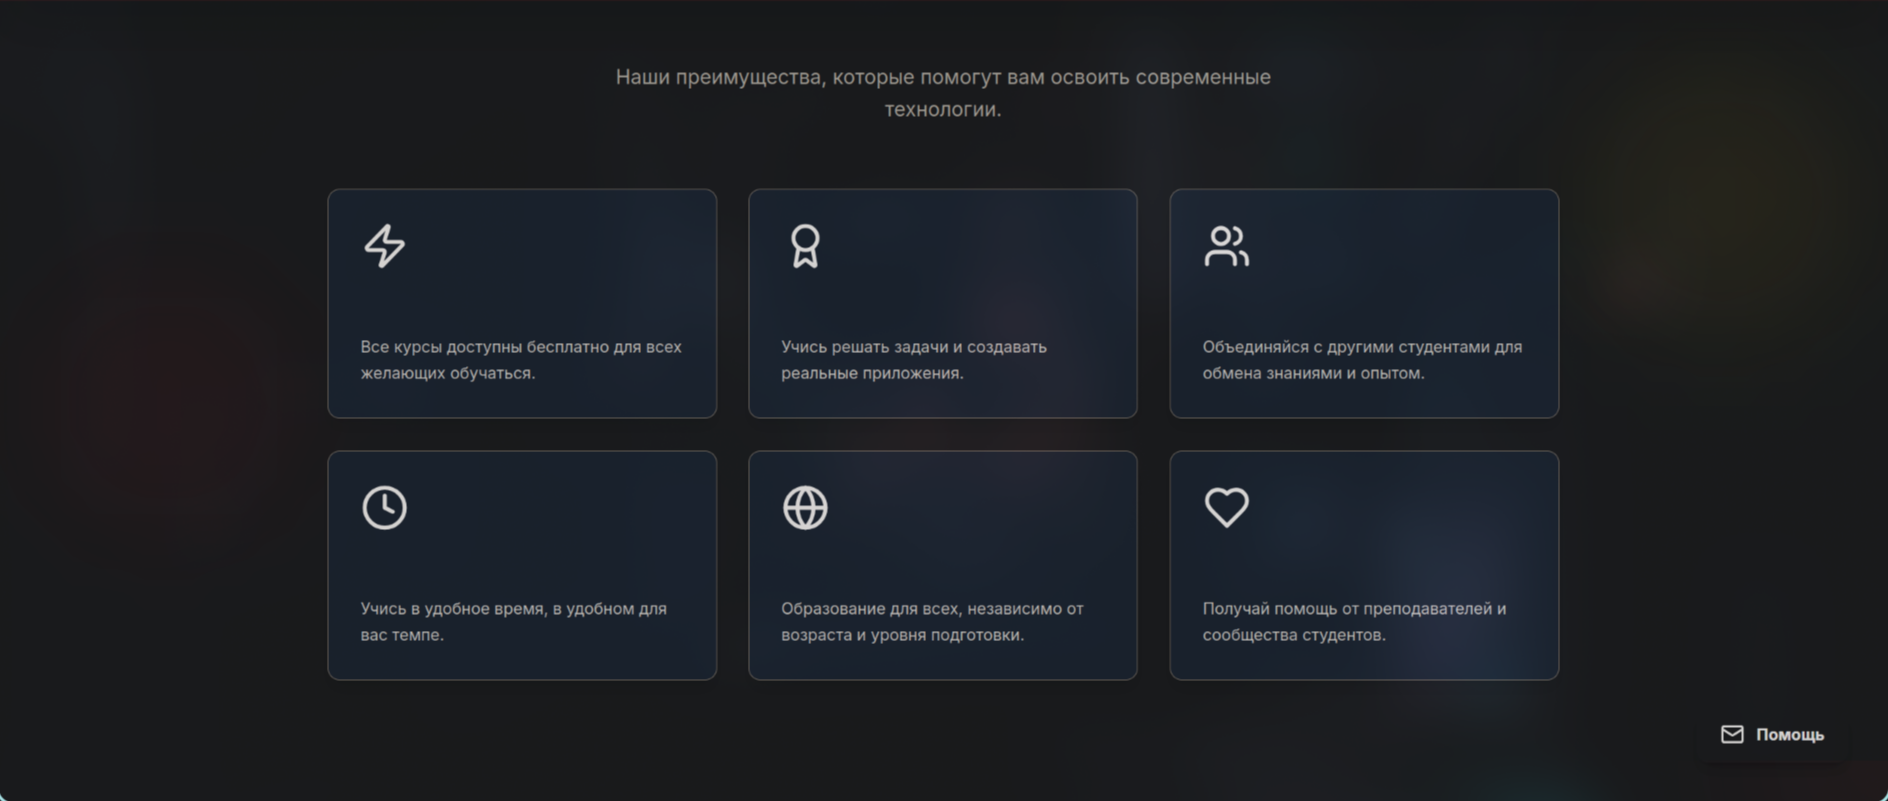 Наши преимущества, которые помогут вам освоить современные
технологии.
Все курсы доступны бесплатно для всех
желающих обучаться.
Учись решать задачи и создавать
реальные приложения.
Объединяйся с другими студентами для
обмена знаниями и опытом.
Учись в удобное время, в удобном для
вас темпе.
Образование для всех, независимо от
возраста и уровня подготовки.
Получай помощь от преподавателей и
сообщества студентов.
Помощь